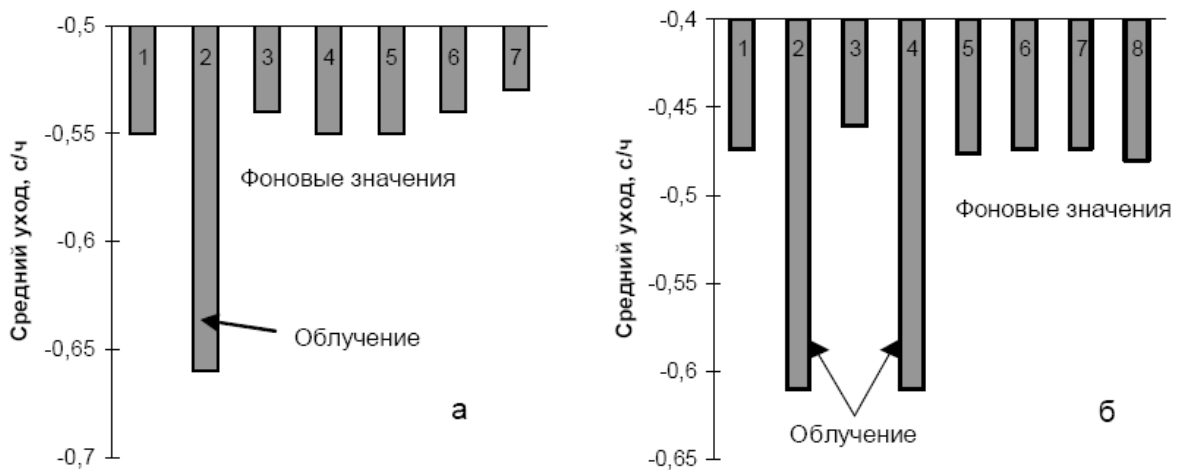 -0,5
-0,55
-0,6
-0,65
-0,7
Средний уход, с/ч
1 2 3 4 5 6 7
Фоновые значения
Облучение
а
-0,4
-0,45
-0,5
-0,55
-0,6
-0,65
Средний уход, с/ч
1 2 3 4 5 6 7 8
Фоновые значения
Облучение
б